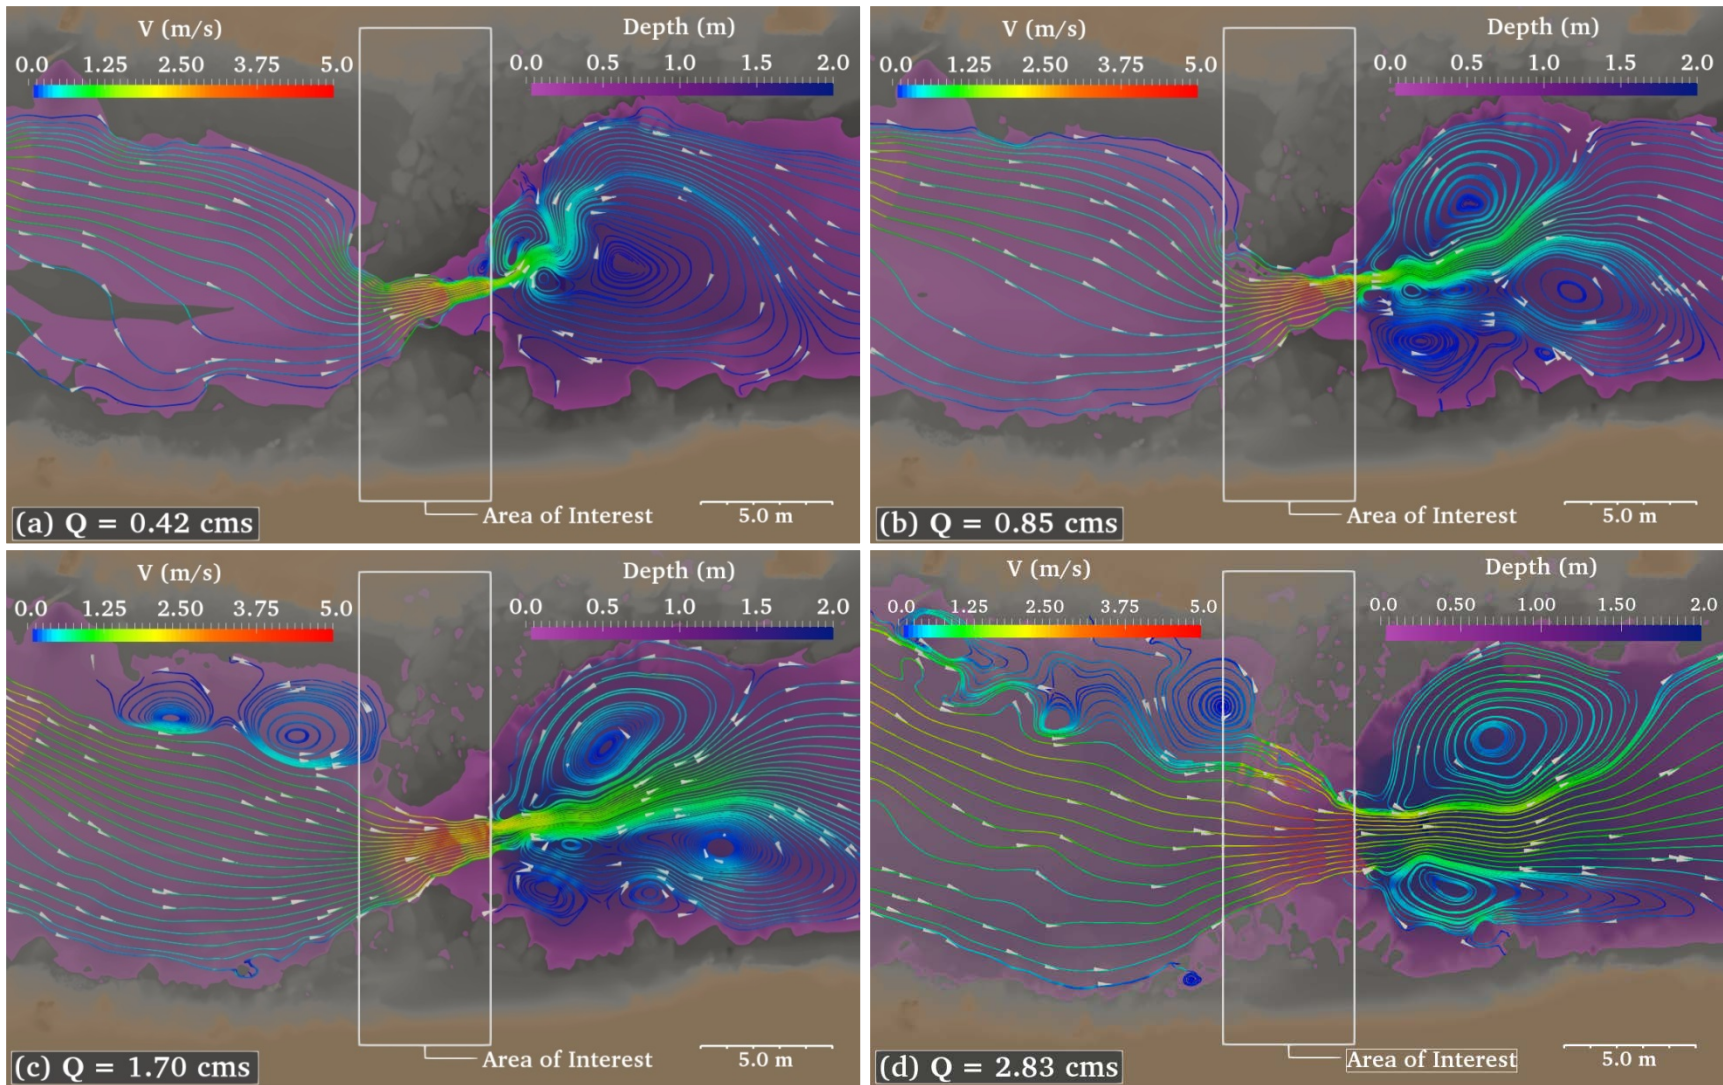 V (m/s)
0.0 1.25 2.50 3.75 5.0
Depth (m)
0.0 0.5 1.0 1.5 2.0
(a) Q = 0.42 cms
Area of Interest
5.0 m
V (m/s)
0.0 1.25 2.50 3.75 5.0
Depth (m)
0.0 0.5 1.0 1.5 2.0
(b) Q = 0.85 cms
Area of Interest
5.0 m
V (m/s)
0.0 1.25 2.50 3.75 5.0
Depth (m)
0.0 0.5 1.0 1.5 2.0
(c) Q = 1.70 cms
Area of Interest
5.0 m
V (m/s)
0.0 1.25 2.50 3.75 5.0
Depth (m)
0.0 0.50 1.00 1.50 2.0
(d) Q = 2.83 cms
Area of Interest
5.0 m